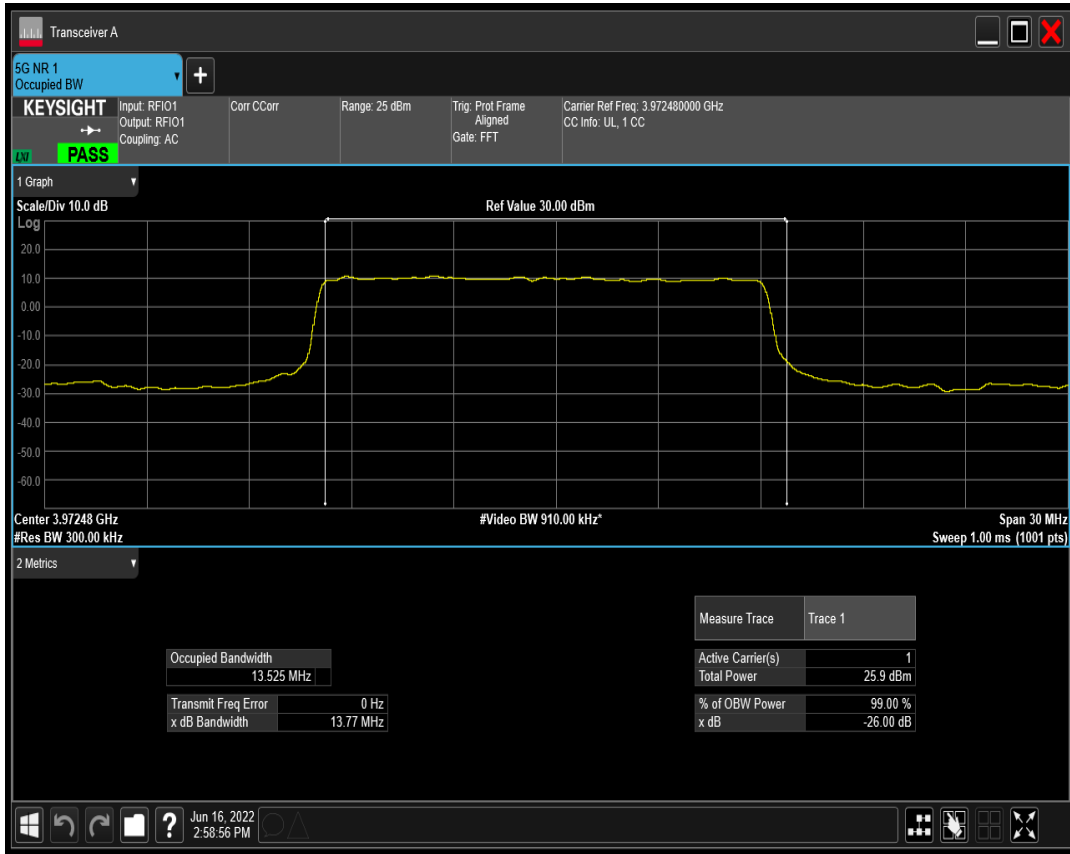 Transceiver A
5G NR 1
Occupied BW
+
KEYSIGHT
LXI
PASS
Input: RFIO1
Output: RFIO1
Coupling: AC
Corr CCorr
Range: 25 dBm
Trig: Prot Frame
Aligned
Gate: FFT
Carrier Ref Freq: 3.972480000 GHz
CC Info: UL, 1 CC
1 Graph
Scale/Div 10.0 dB
Ref Value 30.00 dBm
Log
20.0
10.0
0.00
-10.0
-20.0
-30.0
-40.0
-50.0
-60.0
Center 3.97248 GHz
#Video BW 910.00 kHz*
Span 30 MHz
#Res BW 300.00 kHz
Sweep 1.00 ms (1001 pts)
2 Metrics
Measure Trace Trace 1
Occupied Bandwidth
13.525 MHz
Active Carrier(s) 1
Total Power 25.9 dBm
Transmit Freq Error 0 Hz
x dB Bandwidth 13.77 MHz
% of OBW Power 99.00 %
x dB -26.00 dB
?
Jun 16, 2022
2:58:56 PM